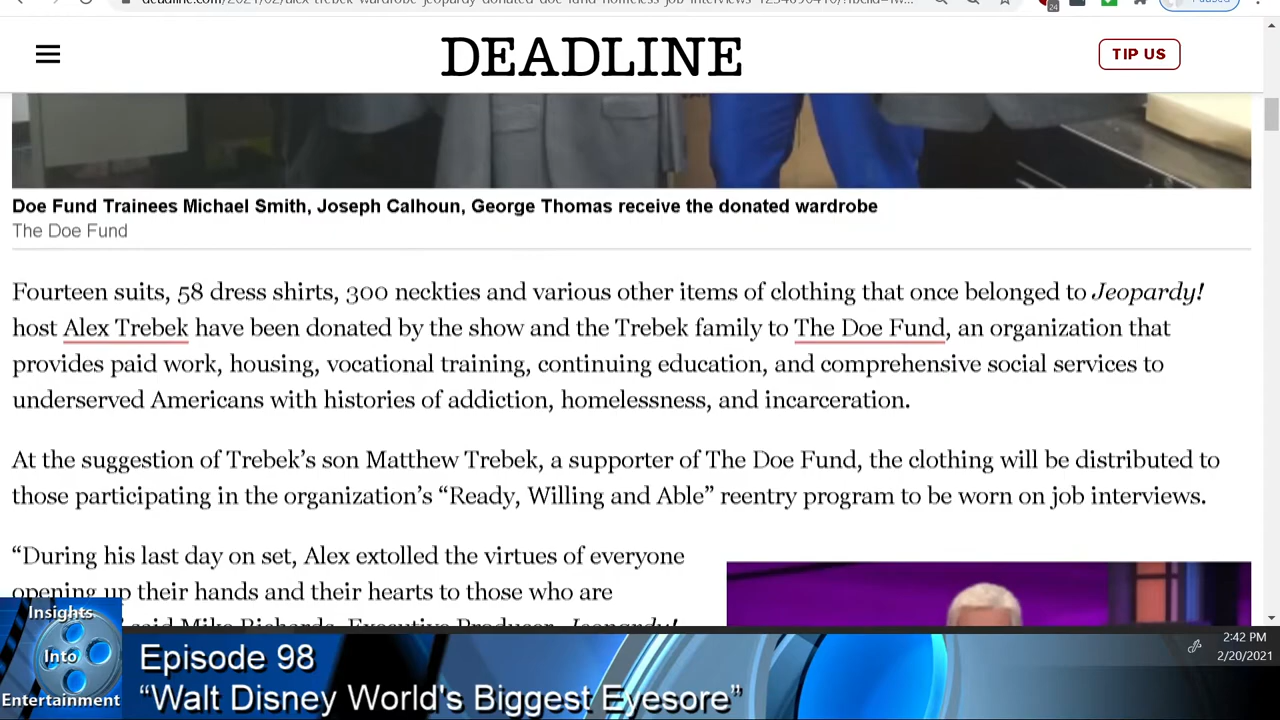 DEADLINE
TIP US
Doe Fund Trainees Michael Smith, Joseph Calhoun, George Thomas receive the donated wardrobe
The Doe Fund
Fourteen suits, 58 dress shirts, 300 neckties and various other items of clothing that once belonged to Jeopardy!
host Alex Trebek have been donated by the show and the Trebek family to The Doe Fund, an organization that
provides paid work, housing, vocational training, continuing education, and comprehensive social services to
underserved Americans with histories of addiction, homelessness, and incarceration.
At the suggestion of Trebek’s son Matthew Trebek, a supporter of The Doe Fund, the clothing will be distributed to
those participating in the organization’s “Ready, Willing and Able” reentry program to be worn on job interviews.
“During his last day on set, Alex extolled the virtues of everyone
opening up their hands and their hearts to those who are
said Mike Richards, Executive Producer, Jeopardy!
Insights
Into
Entertainment
Episode 98
“Walt Disney World's Biggest Eyesore”
2:42 PM
2/20/2021
24